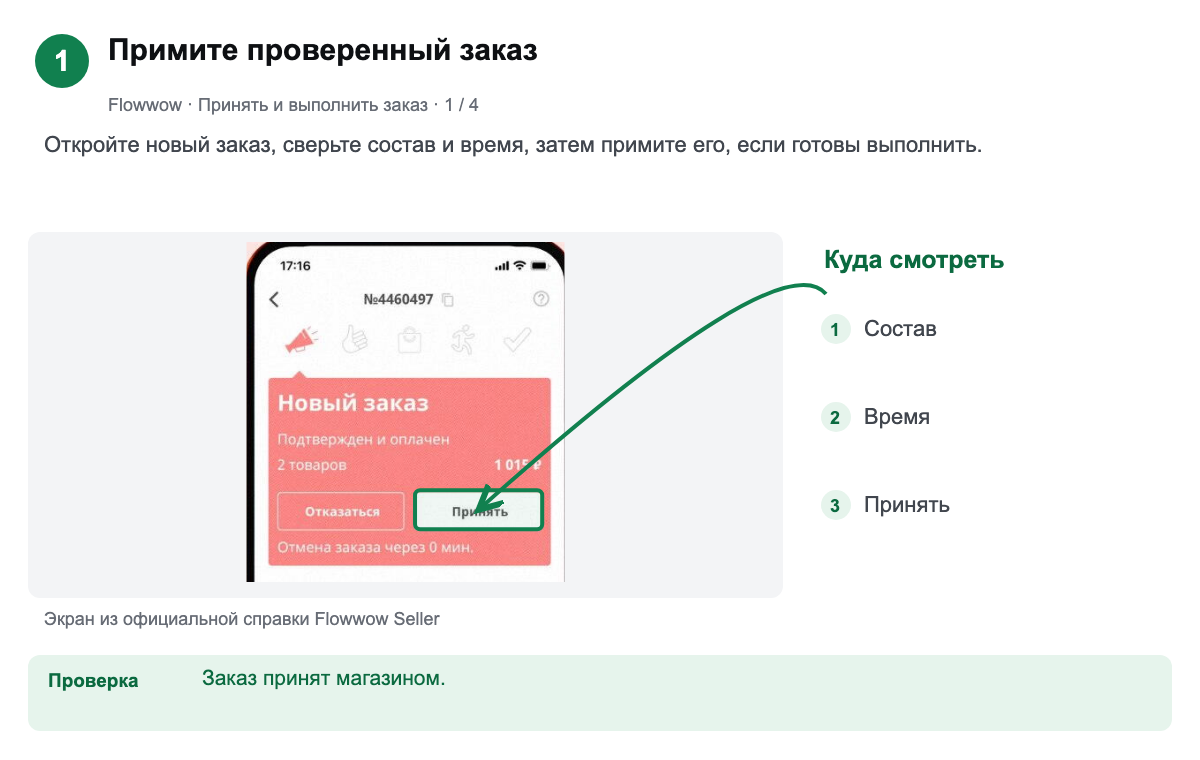 1
Примите проверенный заказ
Flowwow · Принять и выполнить заказ · 1 / 4
Откройте новый заказ, сверьте состав и время, затем примите его, если готовы выполнить.
17:16
№4460497
?
Новый заказ
Подтвержден и оплачен
2 товаров 1 015 ₽
Отказаться Принять
Отмена заказа через 0 мин.
Куда смотреть
1 Состав
2 Время
3 Принять
Экран из официальной справки Flowwow Seller
Проверка Заказ принят магазином.